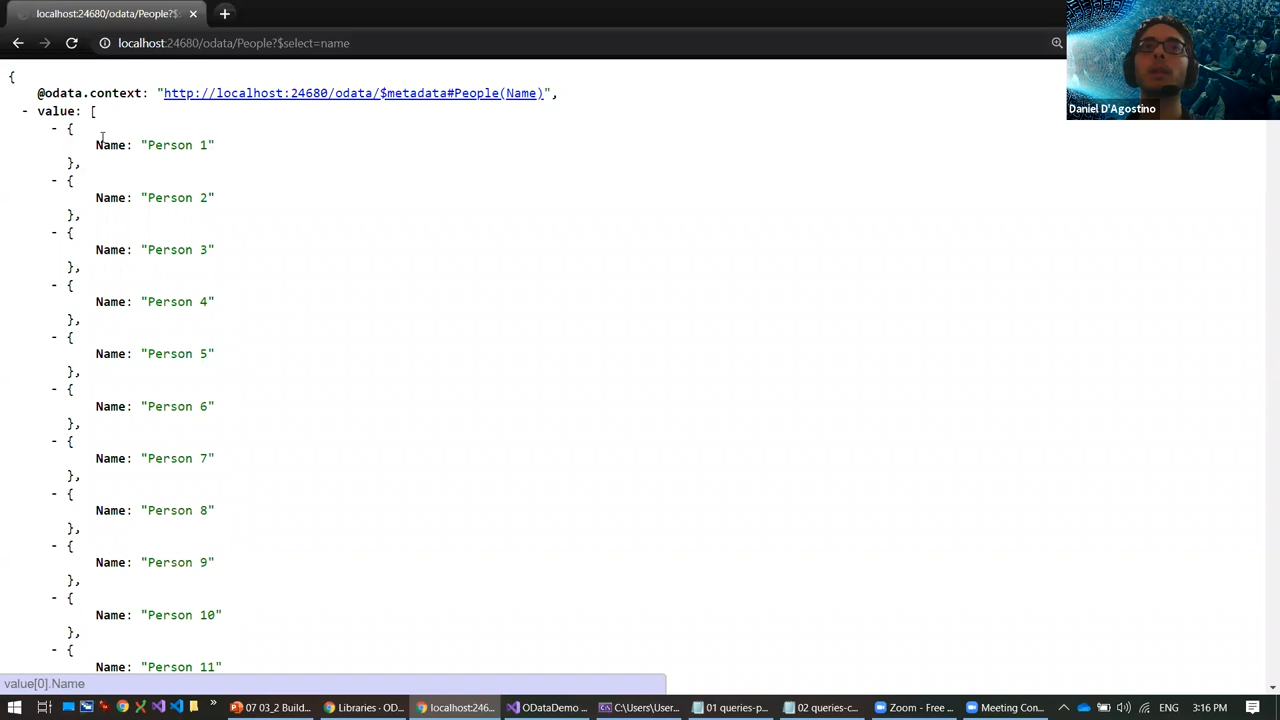 localhost:24680/odata/People?$s
localhost:24680/odata/People?$select=name
{
@odata.context: "http://localhost:24680/odata/$metadata#People(Name)",
- value: [
- {
Name: "Person 1"
},
- {
Name: "Person 2"
},
- {
Name: "Person 3"
},
- {
Name: "Person 4"
},
- {
Name: "Person 5"
},
- {
Name: "Person 6"
},
- {
Name: "Person 7"
},
- {
Name: "Person 8"
},
- {
Name: "Person 9"
},
- {
Name: "Person 10"
},
- {
Name: "Person 11"
Daniel D'Agostino
value[0].Name
07 03_2 Build... Libraries - OD... localhost:246... ODataDemo ... C:\Users\User... 01 queries-p... 02 queries-c... Zoom - Free ... Meeting Con... ENG 3:16 PM